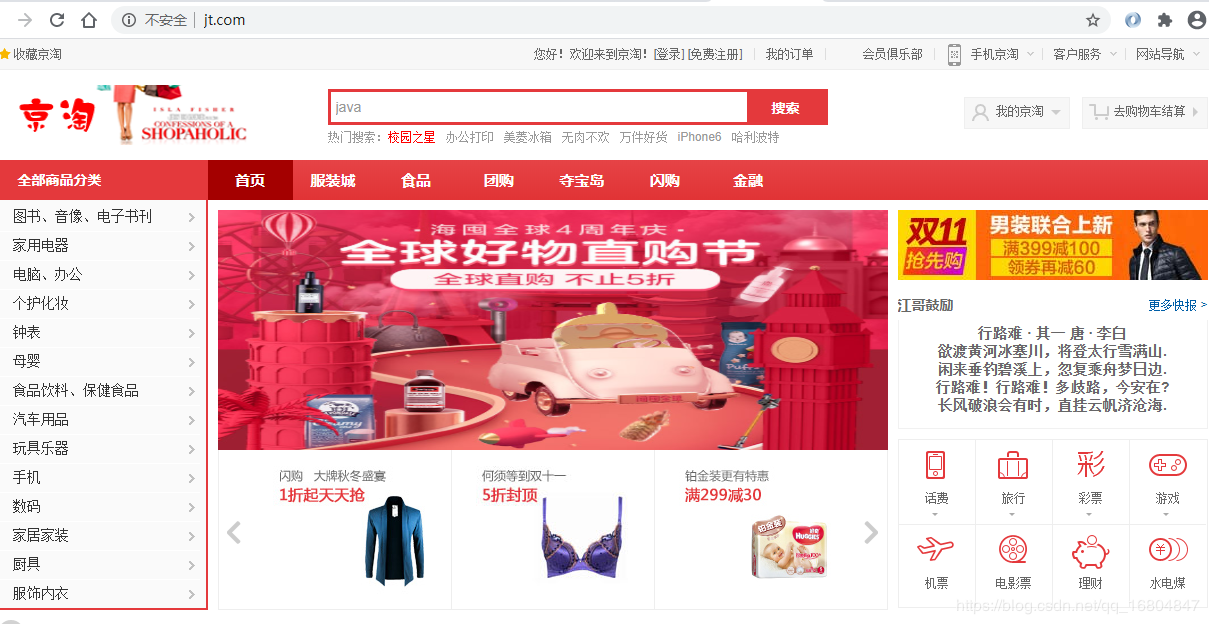 不安全 jt.com
收藏京淘
您好！欢迎来到京淘！[登录] [免费注册] 我的订单 会员俱乐部 手机京淘 客户服务 网站导航
京淘
ISLA FISHER
CONFESSIONS OF A
SHOPAHOLIC
java 搜索
我的京淘 去购物车结算
热门搜索: 校园之星 办公打印 美菱冰箱 无肉不欢 万件好货 iPhone6 哈利波特
全部商品分类 首页 服装城 食品 团购 夺宝岛 闪购 金融
图书、音像、电子书刊
家用电器
电脑、办公
个护化妆
钟表
母婴
食品饮料、保健食品
汽车用品
玩具乐器
手机
数码
家居家装
厨具
服饰内衣
·海囤全球4周年庆·
全球好物直购节
全球直购 不止5折
闪购 大牌秋冬盛宴
1折起天天抢
何须等到双十一
5折封顶
铂金装更有特惠
满299减30
铂金装
HUGGIES
双11
抢先购
男装联合上新
满399减100
领券再减60
江哥鼓励 更多快报 >
行路难 · 其一 唐 · 李白
欲渡黄河冰塞川，将登太行雪满山.
闲来垂钓碧溪上，忽复乘舟梦日边.
行路难！行路难！多歧路，今安在?
长风破浪会有时，直挂云帆济沧海.
彩
话费 旅行 彩票 游戏
¥
机票 电影票 理财 水电煤
https://blog.csdn.net/qq_16804847